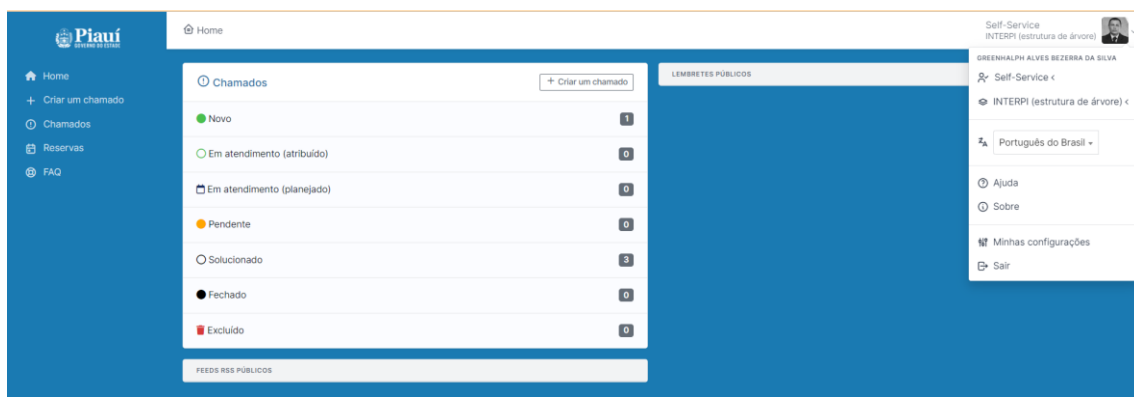 Piauí
GOVERNO DO ESTADO
Home
Criar um chamado
Chamados
Reservas
FAQ
Home
Chamados
+ Criar um chamado
Novo 1
Em atendimento (atribuído) 0
Em atendimento (planejado) 0
Pendente 0
Solucionado 3
Fechado 0
Excluído 0
FEEDS RSS PÚBLICOS
LEMBRETES PÚBLICOS
Self-Service
INTERPI (estrutura de árvore)
GREENHALPH ALVES BEZERRA DA SILVA
Self-Service <
INTERPI (estrutura de árvore) <
Português do Brasil
Ajuda
Sobre
Minhas configurações
Sair